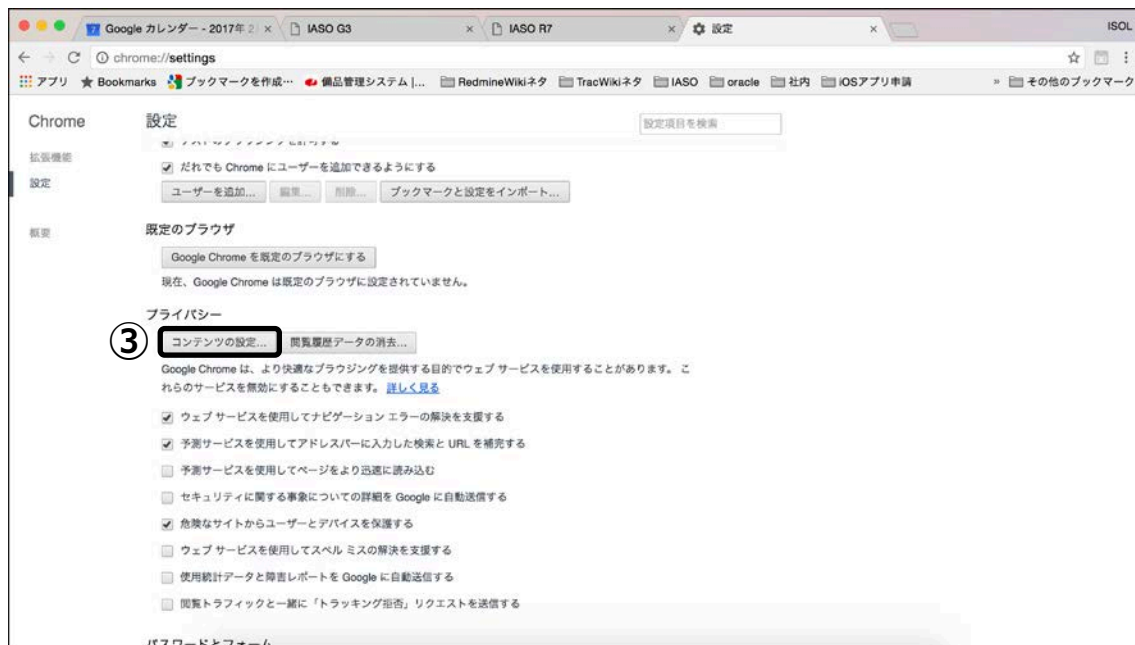 Google カレンダー - 2017年 2
IASO G3
IASO R7
設定
ISOL
chrome://settings
アプリ
Bookmarks
ブックマークを作成…
備品管理システム |...
RedmineWikiネタ
TracWikiネタ
IASO
oracle
社内
iOSアプリ申請
»
その他のブックマーク
Chrome
設定
設定項目を検索
拡張機能
設定
概要
だれでも Chrome にユーザーを追加できるようにする
ユーザーを追加...
編集...
削除...
ブックマークと設定をインポート...
既定のブラウザ
Google Chrome を既定のブラウザにする
現在、Google Chrome は既定のブラウザに設定されていません。
プライバシー
③
コンテンツの設定...
閲覧履歴データの消去...
Google Chrome は、より快適なブラウジングを提供する目的でウェブ サービスを使用することがあります。こ
れらのサービスを無効にすることもできます。 詳しく見る
ウェブ サービスを使用してナビゲーション エラーの解決を支援する
予測サービスを使用してアドレスバーに入力した検索と URL を補完する
予測サービスを使用してページをより迅速に読み込む
セキュリティに関する事象についての詳細を Google に自動送信する
危険なサイトからユーザーとデバイスを保護する
ウェブ サービスを使用してスペル ミスの解決を支援する
使用統計データと障害レポートを Google に自動送信する
閲覧トラフィックと一緒に「トラッキング拒否」リクエストを送信する
パスワードとフォーム